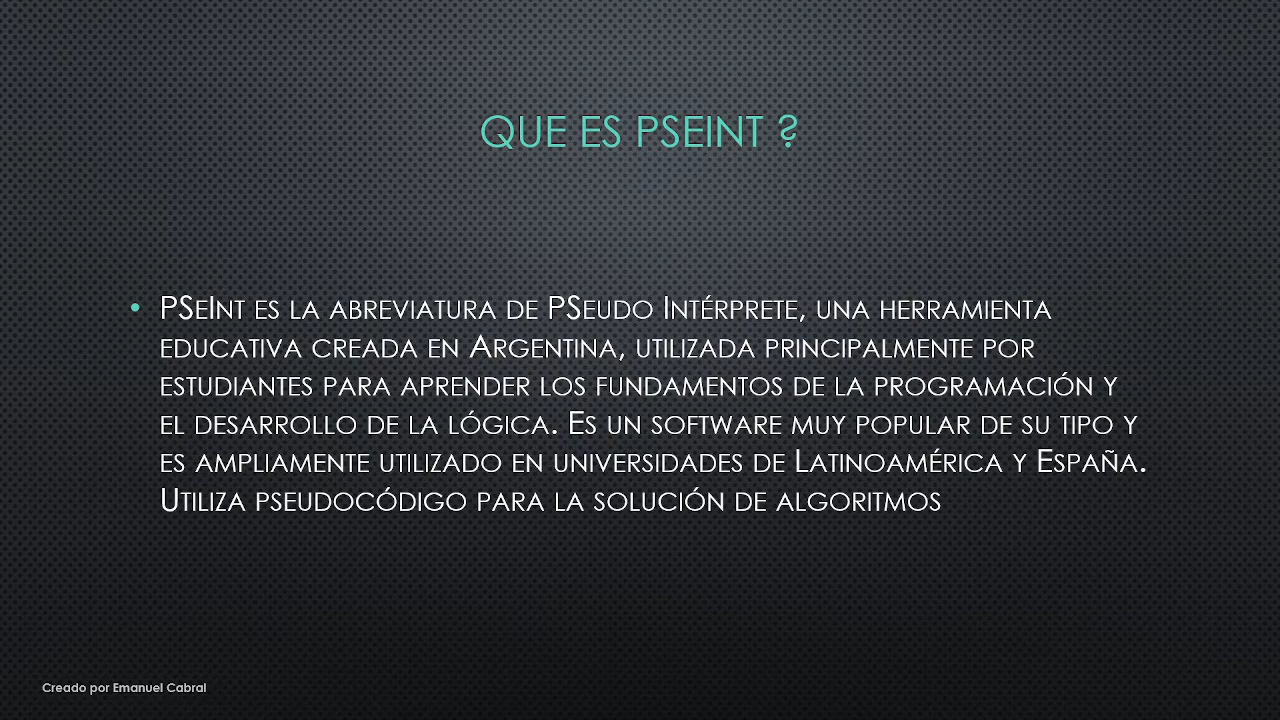 QUE ES PSEINT ?
• PSEINT ES LA ABREVIATURA DE PSEUDO INTÉRPRETE, UNA HERRAMIENTA
EDUCATIVA CREADA EN ARGENTINA, UTILIZADA PRINCIPALMENTE POR
ESTUDIANTES PARA APRENDER LOS FUNDAMENTOS DE LA PROGRAMACIÓN Y
EL DESARROLLO DE LA LÓGICA. ES UN SOFTWARE MUY POPULAR DE SU TIPO Y
ES AMPLIAMENTE UTILIZADO EN UNIVERSIDADES DE LATINOAMÉRICA Y ESPAÑA.
UTILIZA PSEUDOCÓDIGO PARA LA SOLUCIÓN DE ALGORITMOS
Creado por Emanuel Cabral